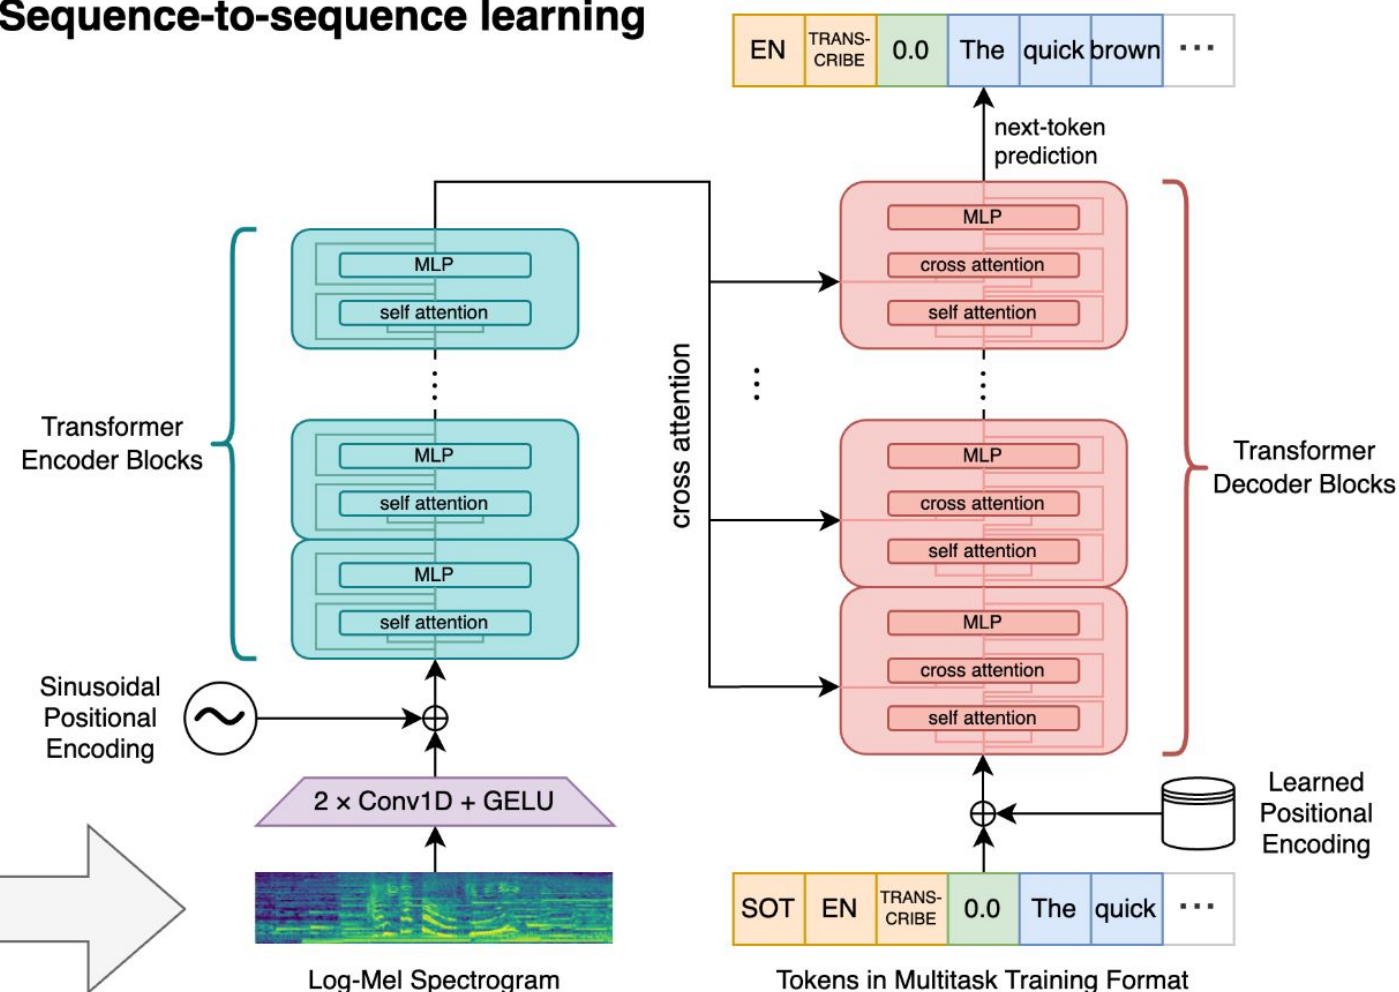 Sequence-to-sequence learning
EN TRANS-CRIBE 0.0 The quick brown ...
next-token
prediction
MLP
self attention
MLP
self attention
MLP
self attention
Transformer
Encoder Blocks
cross attention
MLP
cross attention
self attention
MLP
cross attention
self attention
MLP
cross attention
self attention
Transformer
Decoder Blocks
Sinusoidal
Positional
Encoding
2 × Conv1D + GELU
Learned
Positional
Encoding
SOT EN TRANS-CRIBE 0.0 The quick ...
Log-Mel Spectrogram
Tokens in Multitask Training Format